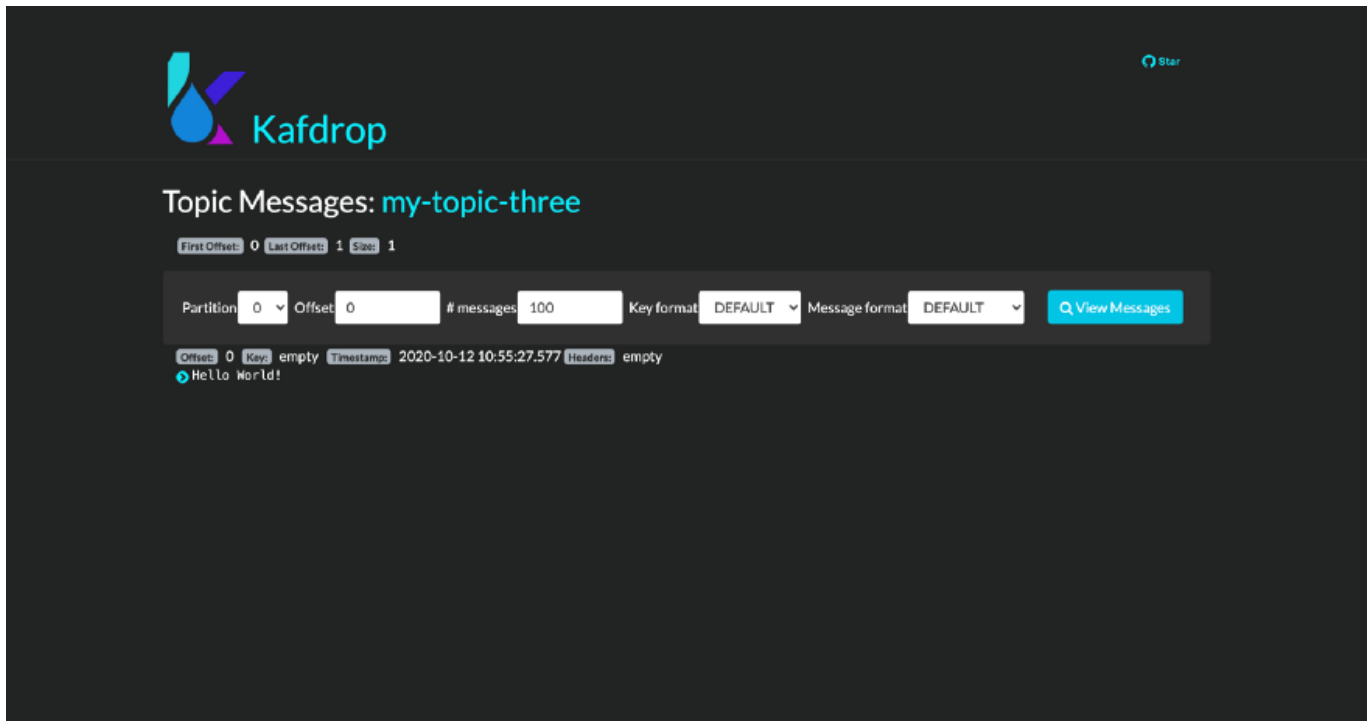 Star
Kafdrop
Topic Messages: my-topic-three
First Offset: 0 Last Offset: 1 Size: 1
Partition 0 Offset 0 # messages 100 Key format DEFAULT Message format DEFAULT View Messages
Offset: 0 Key: empty Timestamp: 2020-10-12 10:55:27.577 Headers: empty
Hello World!